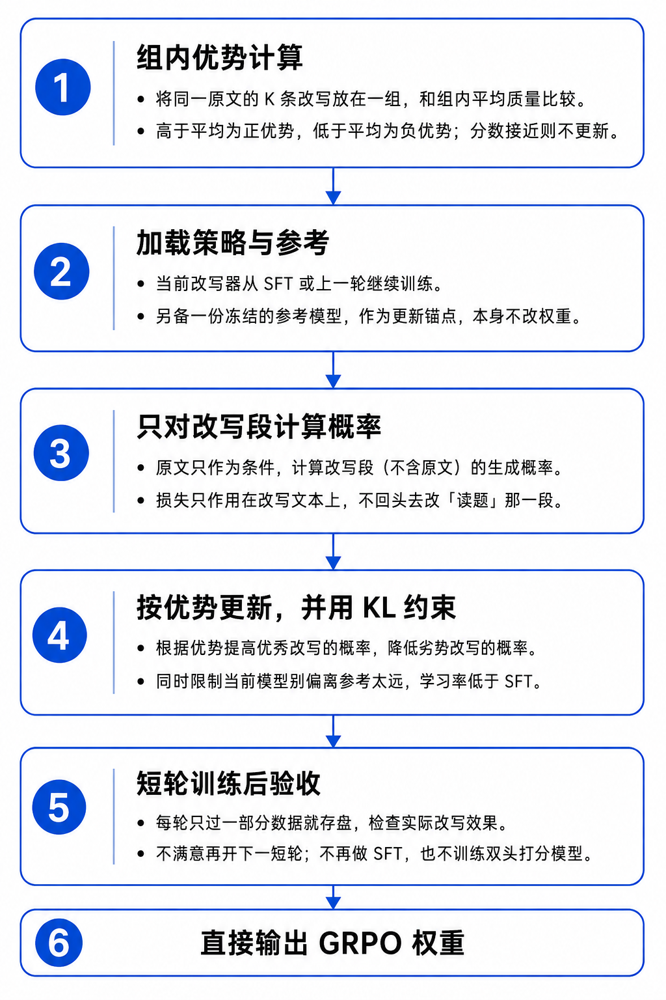 1
组内优势计算
• 将同一原文的 K 条改写放在一组，和组内平均质量比较。
• 高于平均为正优势，低于平均为负优势；分数接近则不更新。
2
加载策略与参考
• 当前改写器从 SFT 或上一轮继续训练。
• 另备一份冻结的参考模型，作为更新锚点，本身不改权重。
3
只对改写段计算概率
• 原文只作为条件，计算改写段（不含原文）的生成概率。
• 损失只作用在改写文本上，不回头去改「读题」那一段。
4
按优势更新，并用 KL 约束
• 根据优势提高优秀改写的概率，降低劣势改写的概率。
• 同时限制当前模型别偏离参考太远，学习率低于 SFT。
5
短轮训练后验收
• 每轮只过一部分数据就存盘，检查实际改写效果。
• 不满意再开下一短轮；不再做 SFT，也不训练双头打分模型。
6
直接输出 GRPO 权重